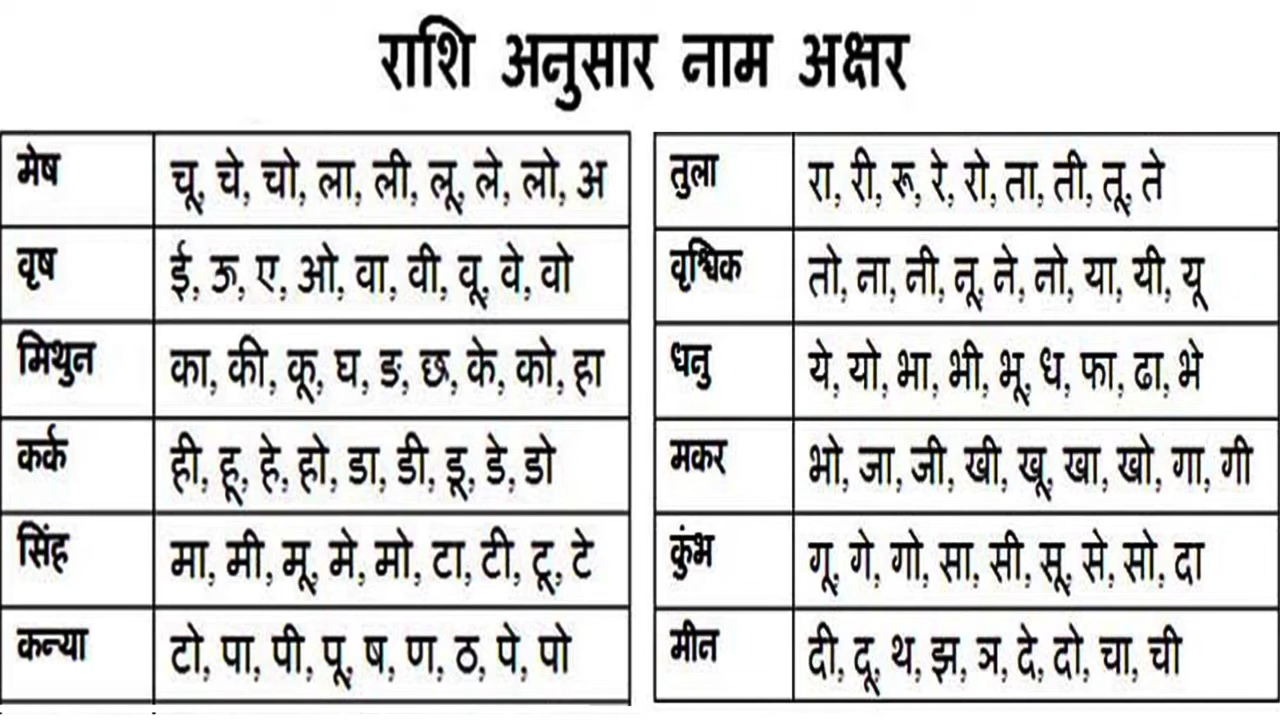 राशि अनुसार नाम अक्षर
मेष चू, चे, चो, ला, ली, लू, ले, लो, अ
वृष ई, ऊ, ए, ओ, वा, वी, वू, वे, वो
मिथुन का, की, कू, घ, ङ, छ, के, को, हा
कर्क ही, हू, हे, हो, डा, डी, डू, डे, डो
सिंह मा, मी, मू, मे, मो, टा, टी, टू, टे
कन्या टो, पा, पी, पू, ष, ण, ठ, पे, पो
तुला रा, री, रू, रे, रो, ता, ती, तू, ते
वृश्चिक तो, ना, नी, नू, ने, नो, या, यी, यू
धनु ये, यो, भा, भी, भू, ध, फा, ढा, भे
मकर भो, जा, जी, खी, खू, खा, खो, गा, गी
कुंभ गू, गे, गो, सा, सी, सू, से, सो, दा
मीन दी, दू, थ, झ, ञ, दे, दो, चा, ची